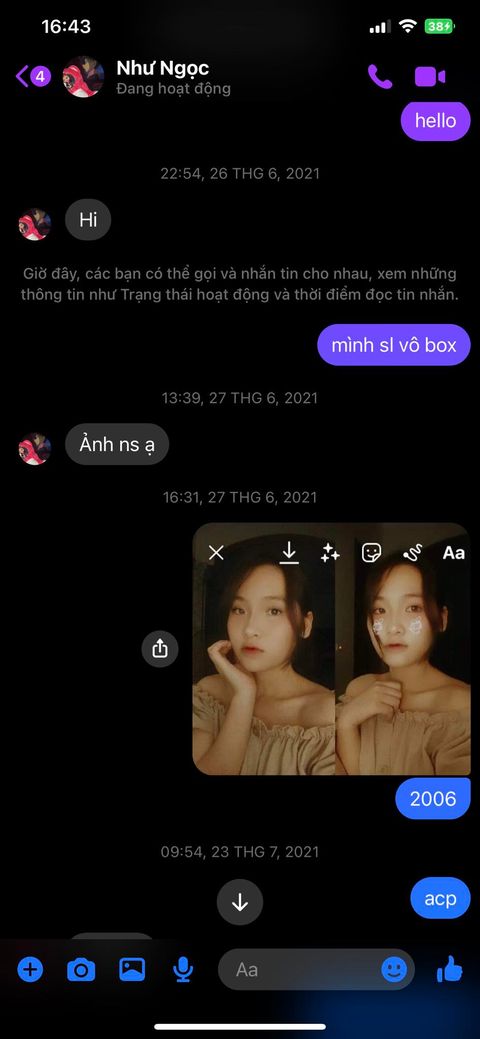 16:43
38
4
Như Ngọc
Đang hoạt động
hello
22:54, 26 THG 6, 2021
Hi
Giờ đây, các bạn có thể gọi và nhắn tin cho nhau, xem những
thông tin như Trạng thái hoạt động và thời điểm đọc tin nhắn.
mình sl vô box
13:39, 27 THG 6, 2021
Ảnh ns ạ
16:31, 27 THG 6, 2021
Aa
2006
09:54, 23 THG 7, 2021
acp
Aa